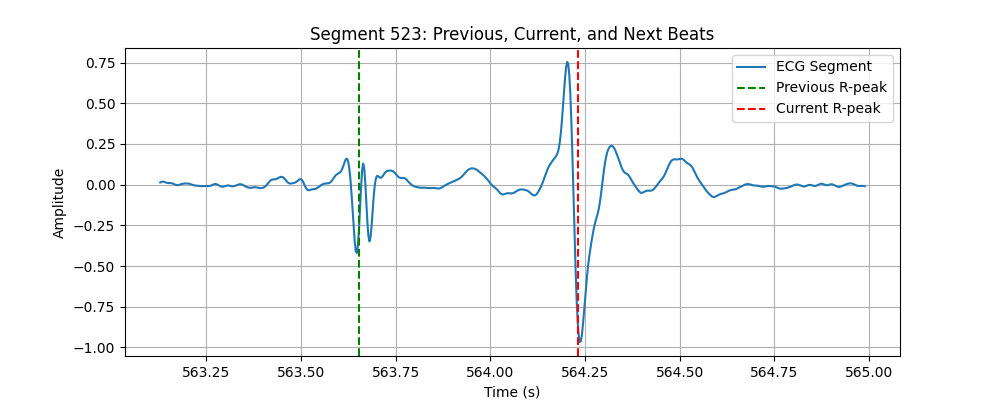 Segment 523: Previous, Current, and Next Beats
ECG Segment
Previous R-peak
Current R-peak
Amplitude
0.75
0.50
0.25
0.00
−0.25
−0.50
−0.75
−1.00
563.25
563.50
563.75
564.00
564.25
564.50
564.75
565.00
Time (s)